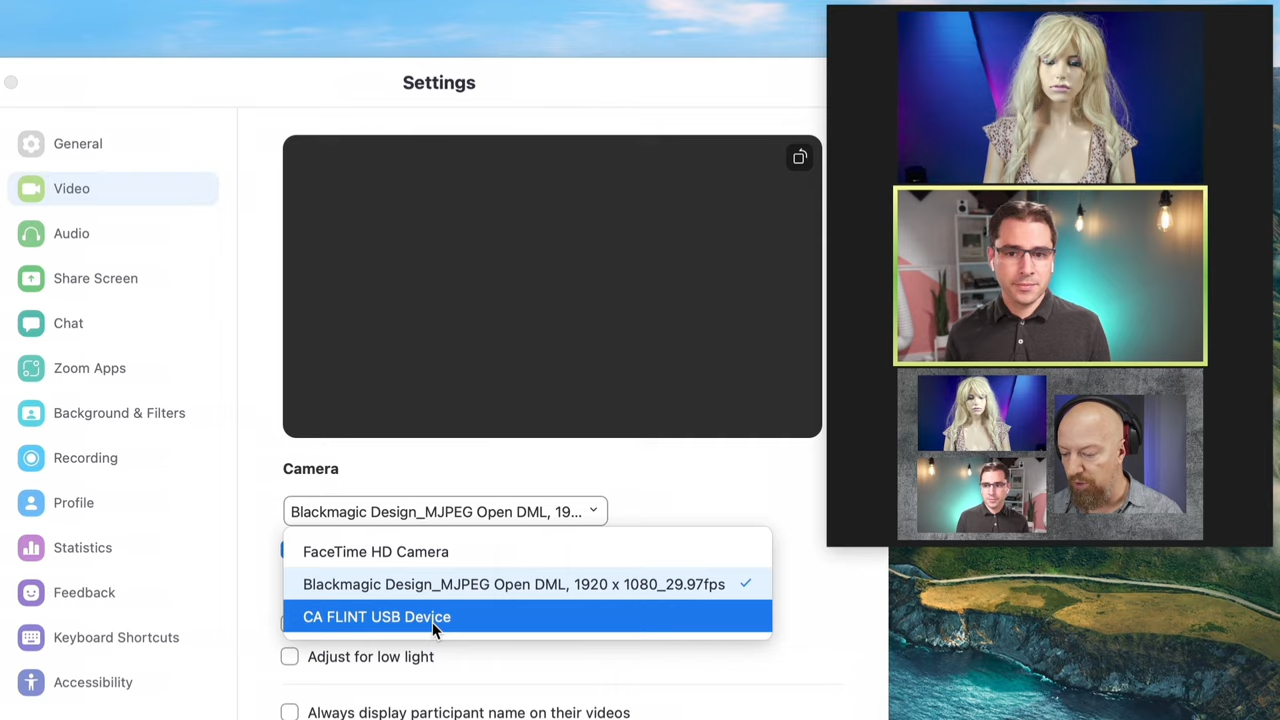 Settings
General
Video
Audio
Share Screen
Chat
Zoom Apps
Background & Filters
Recording
Profile
Statistics
Feedback
Keyboard Shortcuts
Accessibility
Camera
Blackmagic Design_MJPEG Open DML, 19...
FaceTime HD Camera
Blackmagic Design_MJPEG Open DML, 1920 x 1080_29.97fps
CA FLINT USB Device
Adjust for low light
Always display participant name on their videos